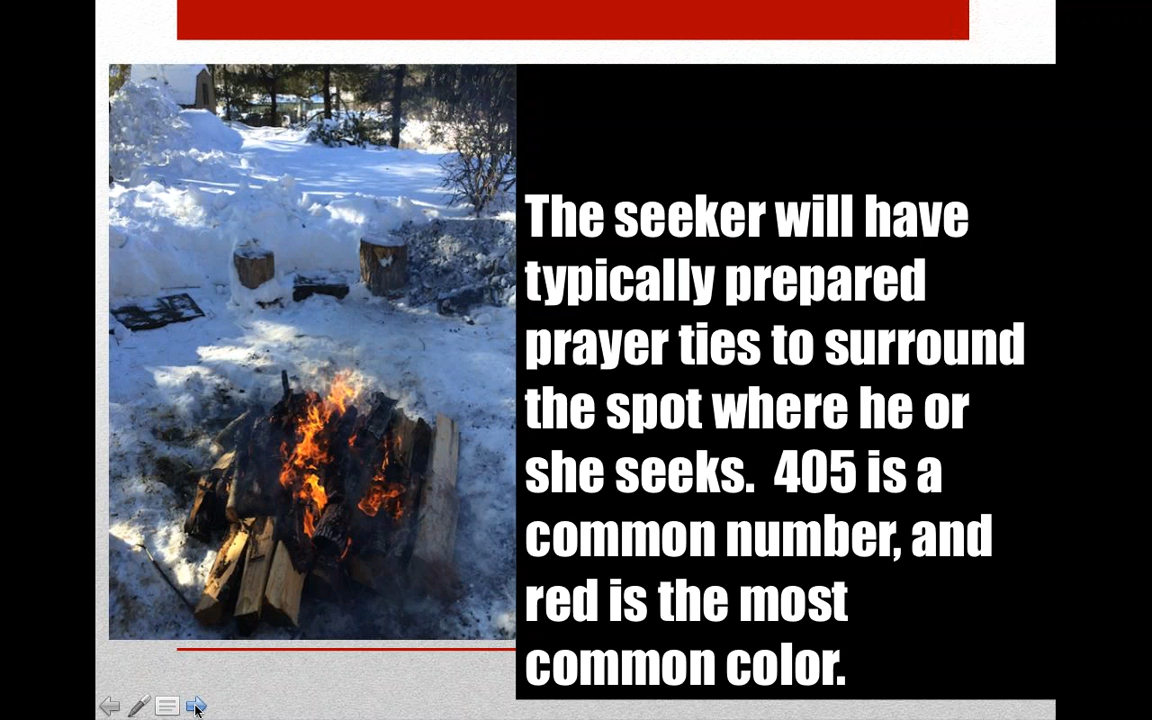 The seeker will have
typically prepared
prayer ties to surround
the spot where he or
she seeks.  405 is a
common number, and
red is the most
common color.